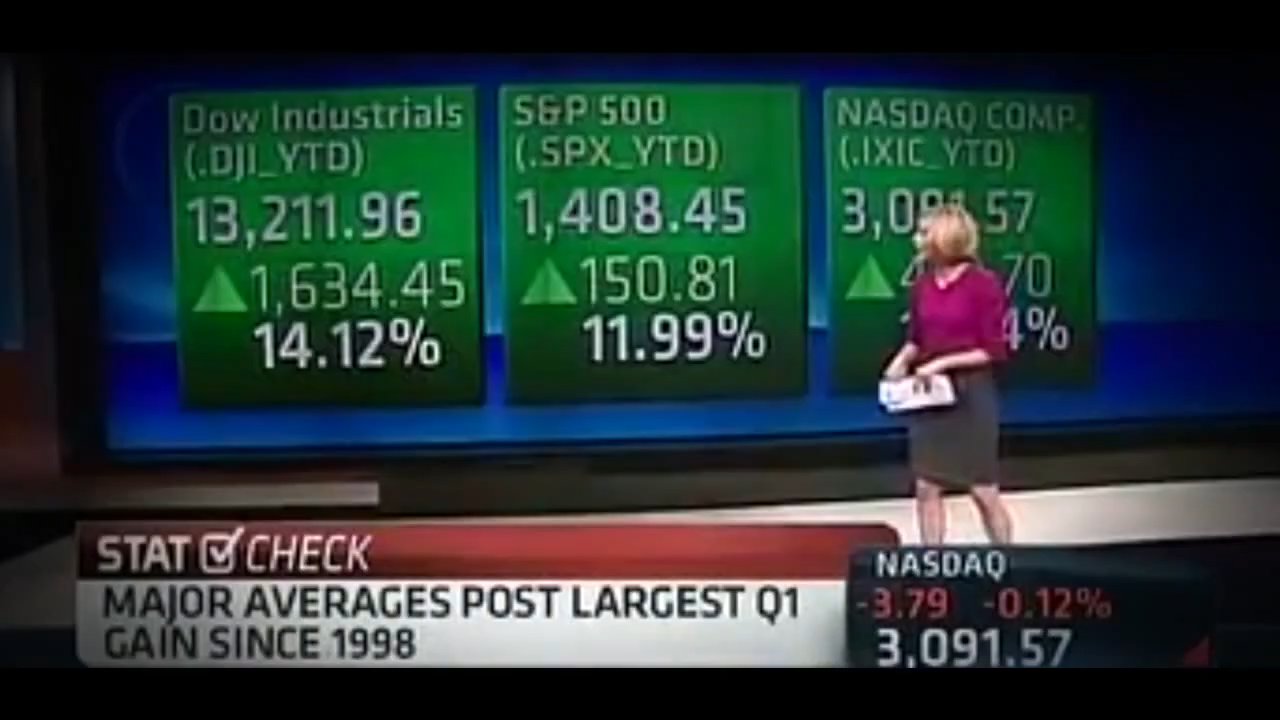 Dow Industrials
(.DJI_YTD)
13,211.96
1,634.45
14.12%
S&P 500
(.SPX_YTD)
1,408.45
150.81
11.99%
NASDAQ COMP.
(.IXIC_YTD)
STAT CHECK
MAJOR AVERAGES POST LARGEST Q1
GAIN SINCE 1998
NASDAQ
-3.79 -0.12%
3,091.57